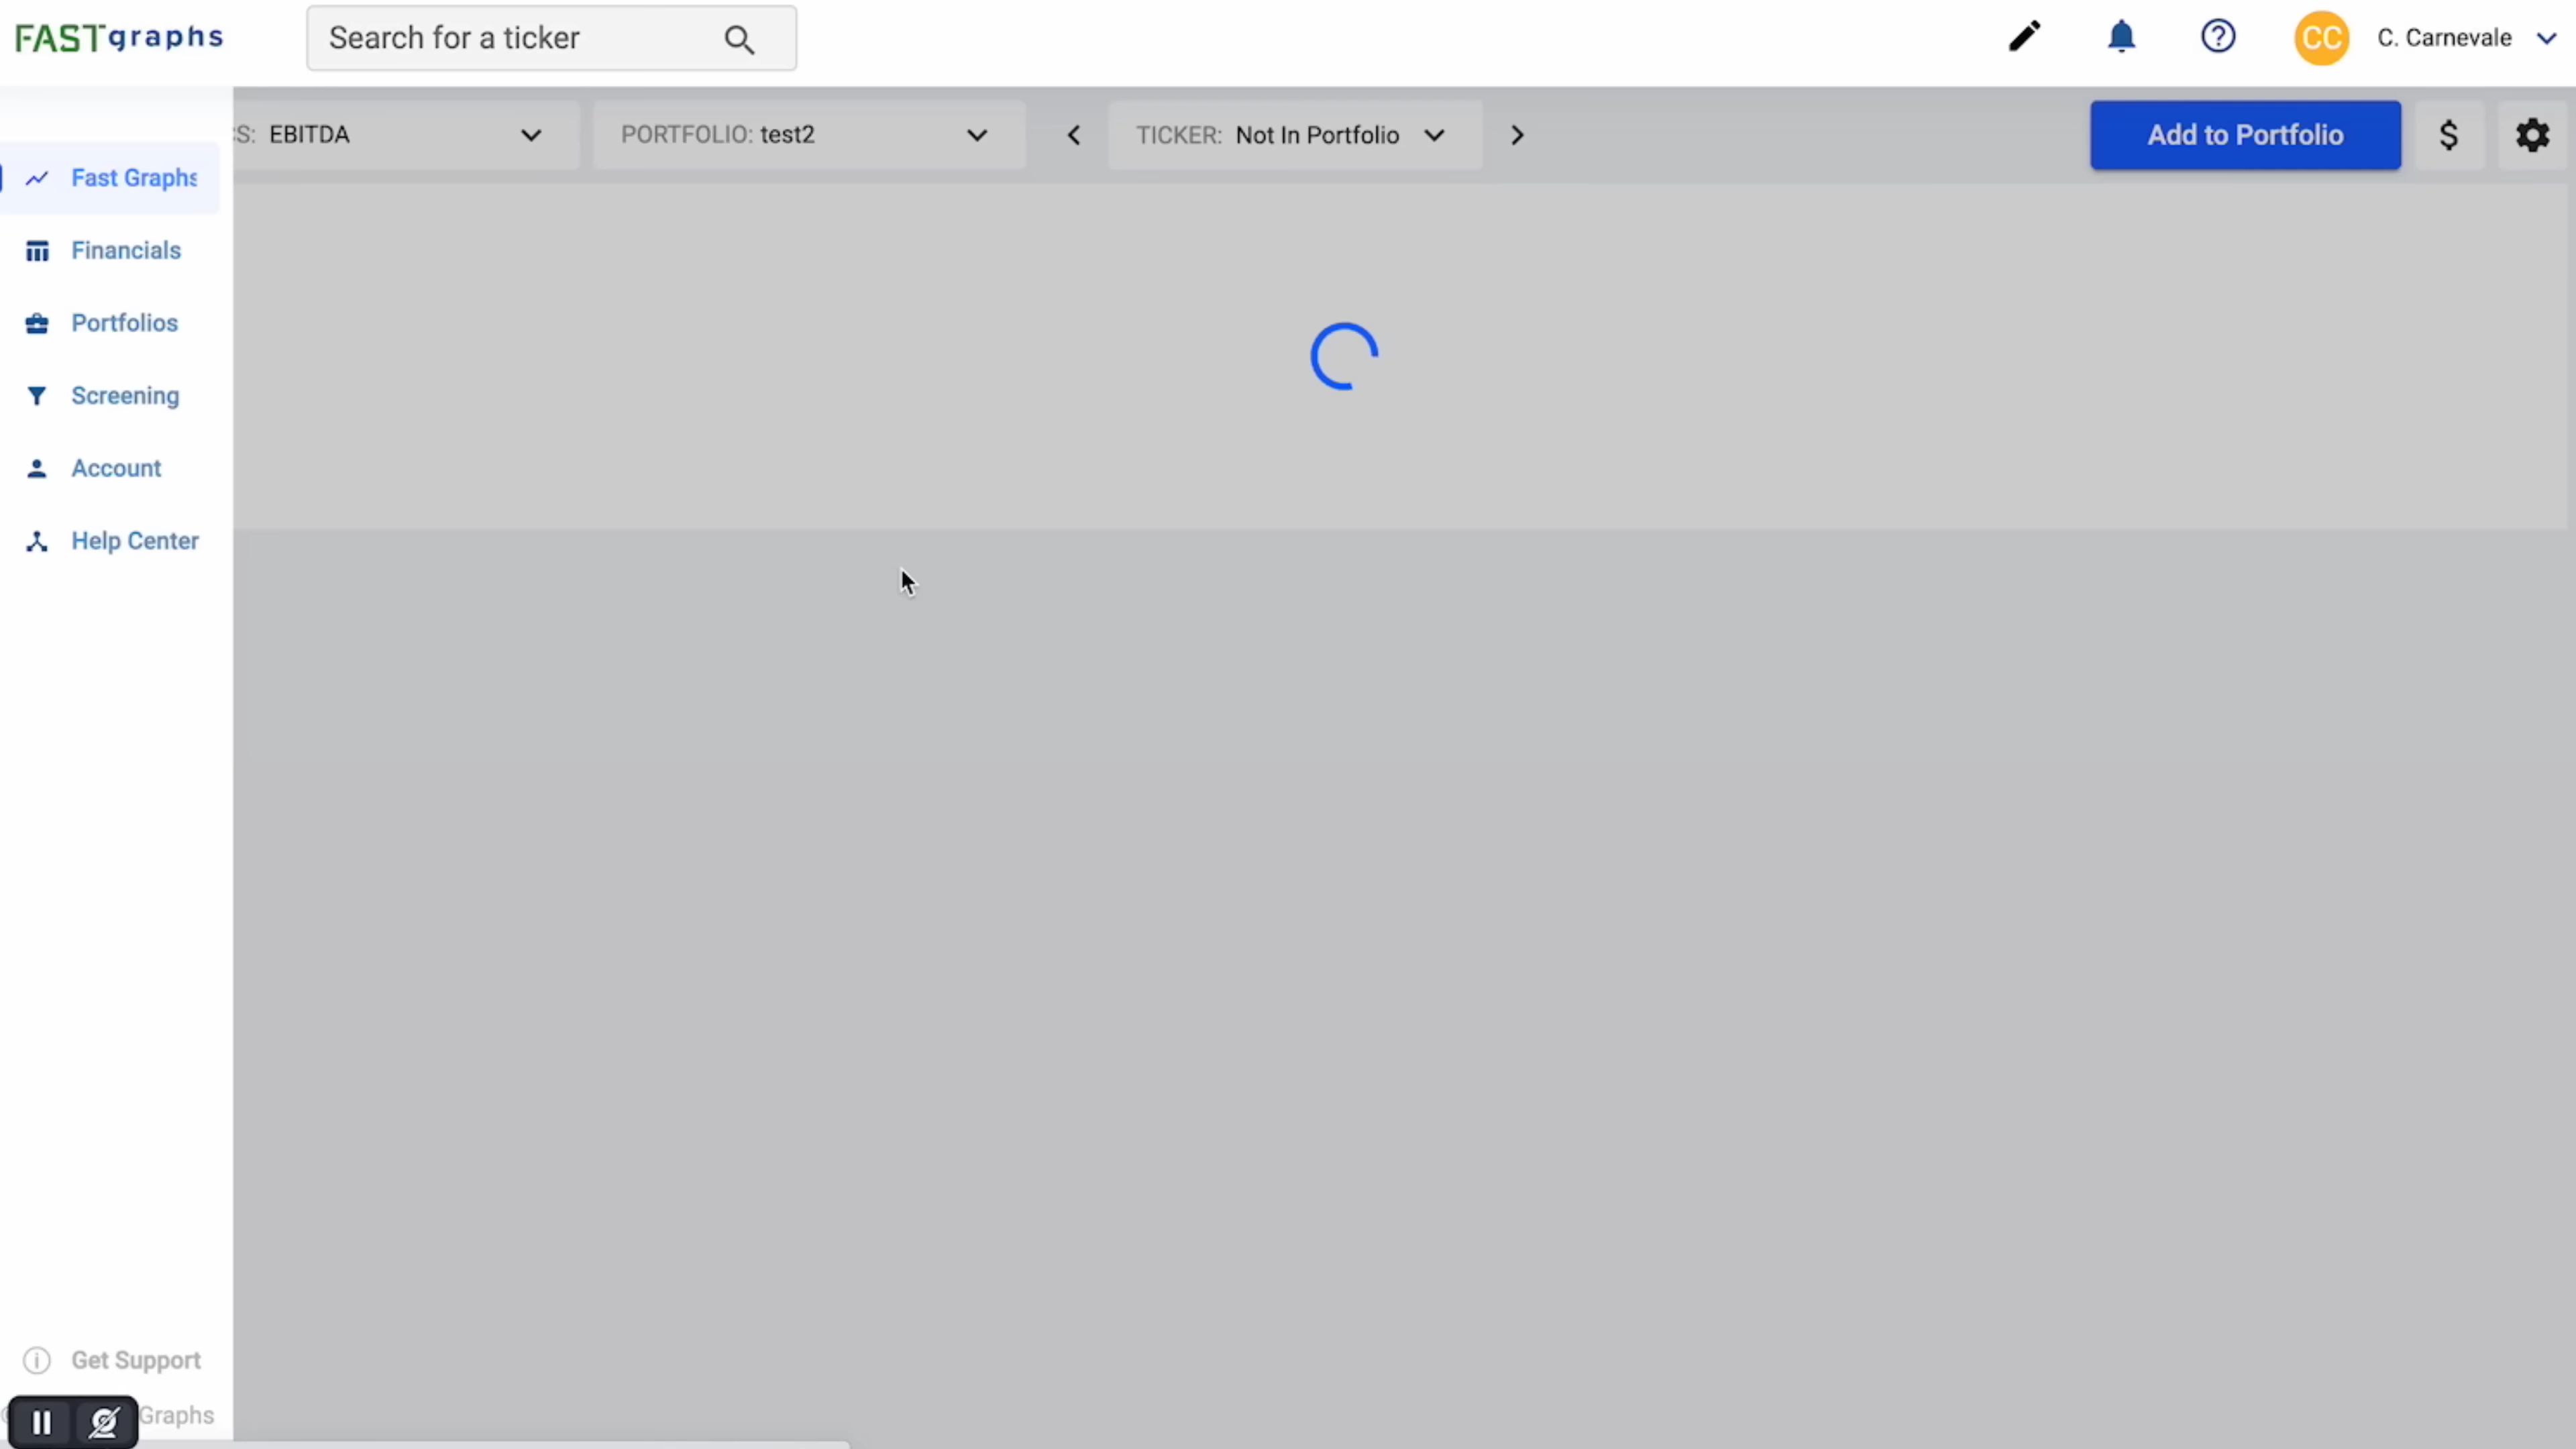 FASTgraphs
Search for a ticker
CC
C. Carnevale
S: EBITDA
PORTFOLIO: test2
TICKER: Not In Portfolio
Add to Portfolio
$
Fast Graphs
Financials
Portfolios
Screening
Account
Help Center
Get Support
Graphs